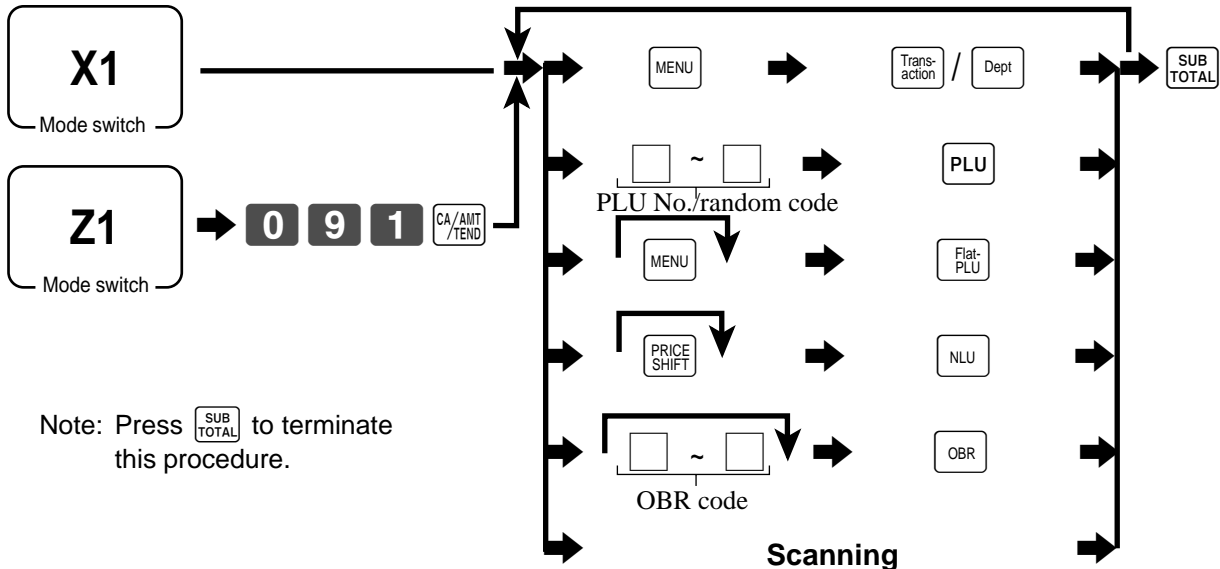 X1
Mode switch
MENU
Trans-
action
/
Dept
SUB
TOTAL
~
PLU
PLU No./random code
Z1
Mode switch
0 9 1
CA/AMT
/TEND
MENU
Flat-
PLU
PRICE
SHIFT
NLU
Note: Press SUB TOTAL to terminate
this procedure.
~
OBR
OBR code
Scanning